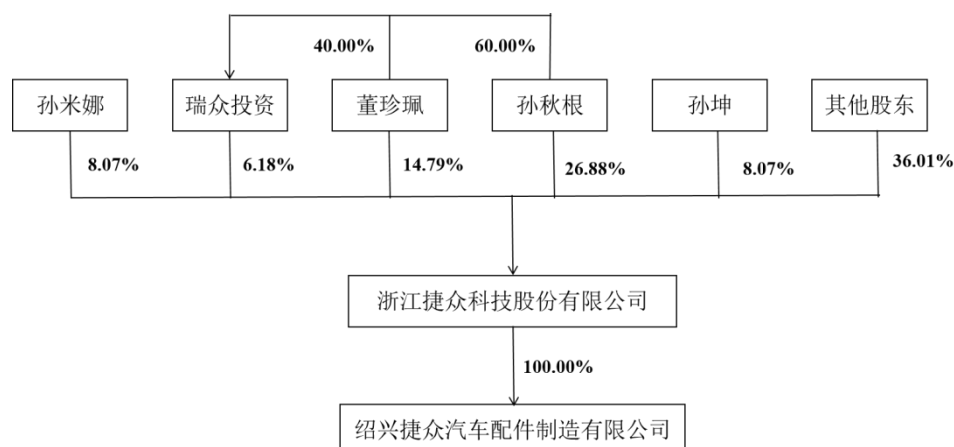 40.00%
60.00%
孙米娜
瑞众投资
董珍珮
孙秋根
孙坤
其他股东
8.07%
6.18%
14.79%
26.88%
8.07%
36.01%
浙江捷众科技股份有限公司
100.00%
绍兴捷众汽车配件制造有限公司